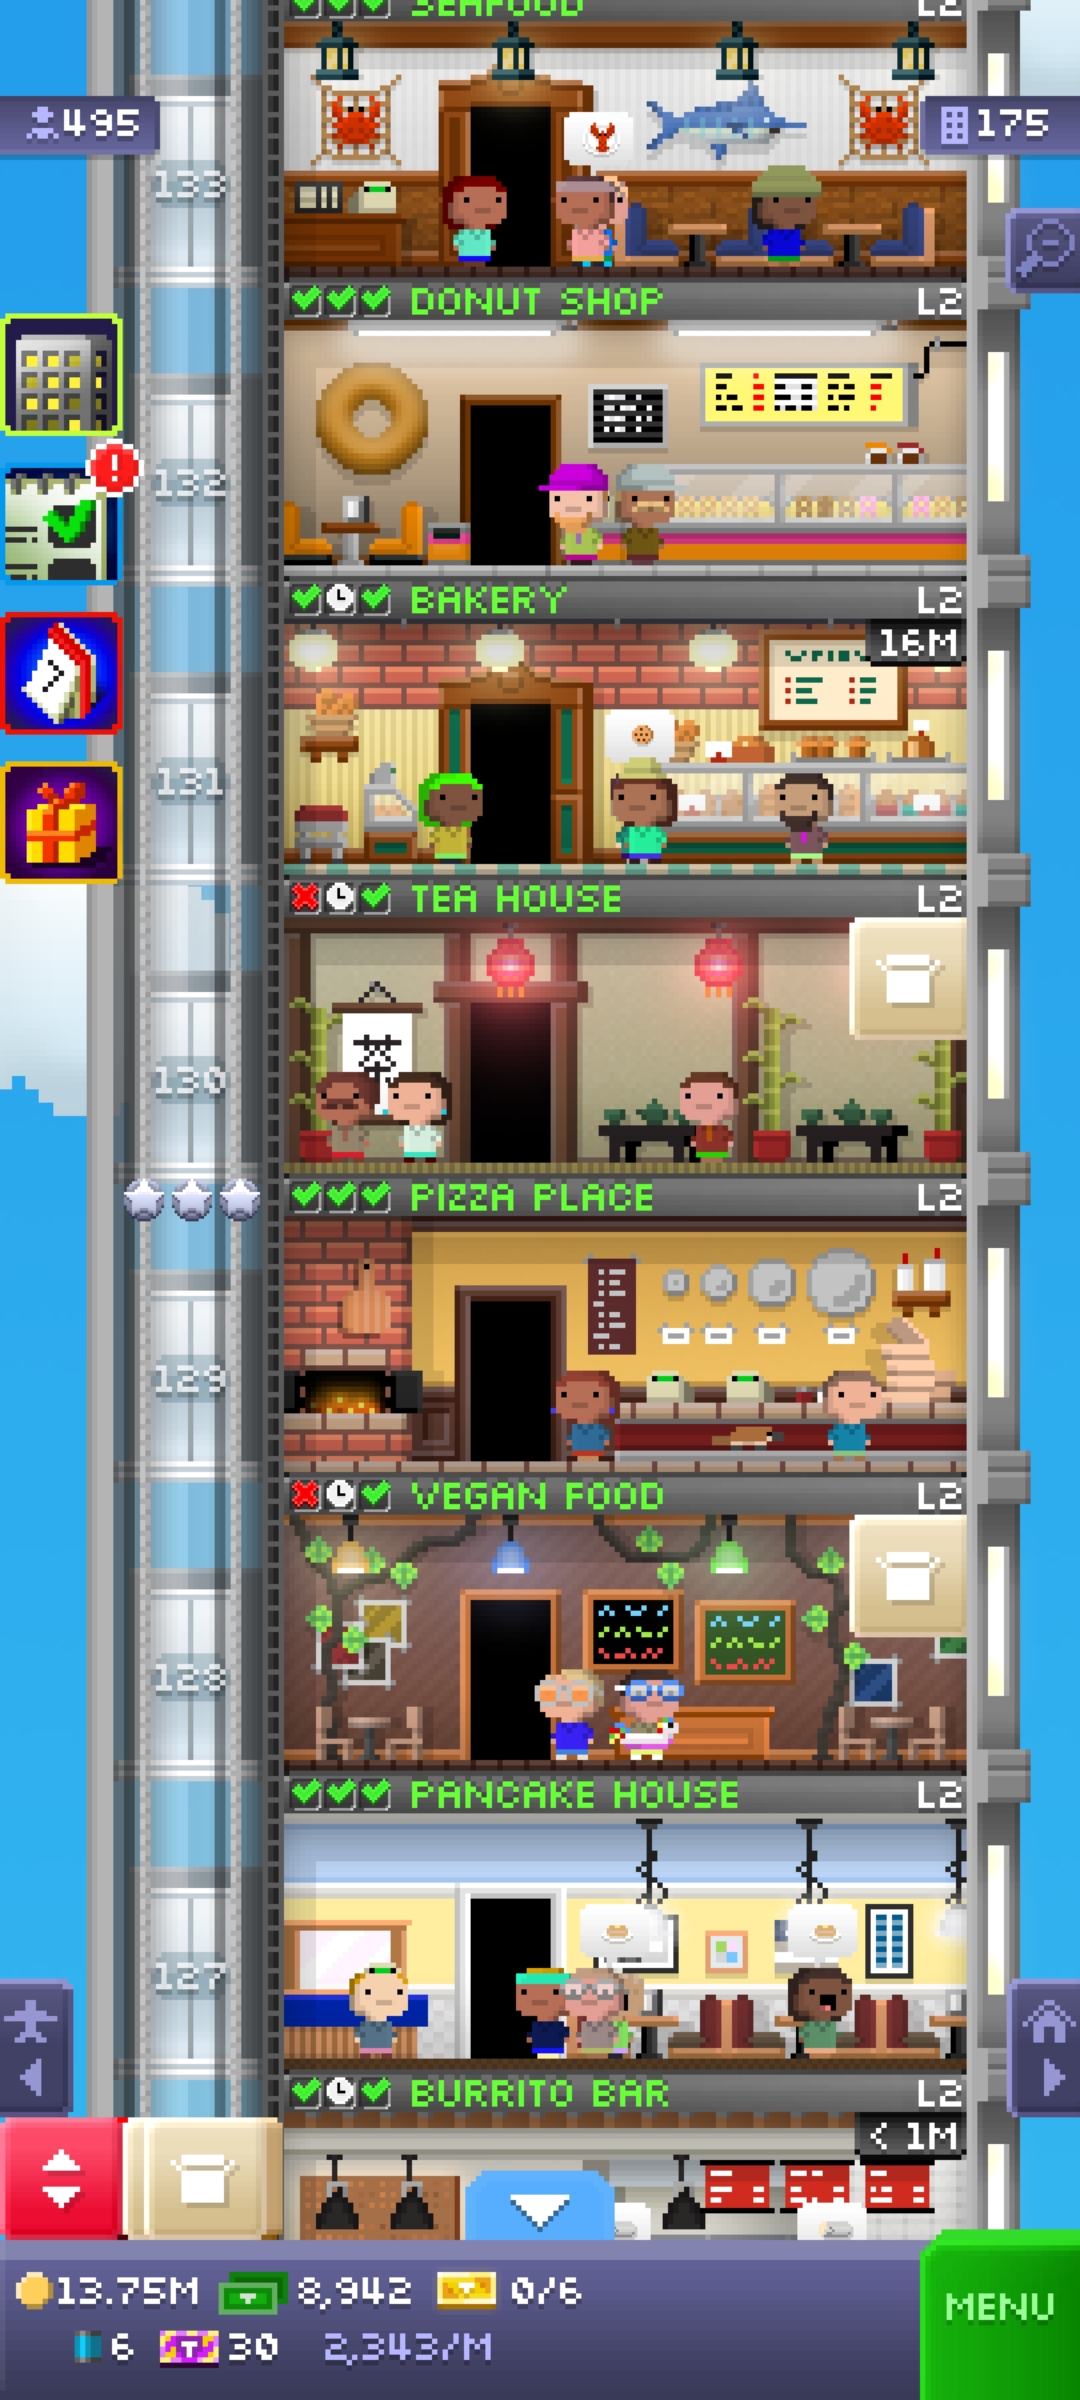 SEAFOOD L2
495
175
133
DONUT SHOP L2
132
BAKERY L2
16M
131
TEA HOUSE L2
茶
130
PIZZA PLACE L2
129
VEGAN FOOD L2
128
PANCAKE HOUSE L2
127
BURRITO BAR L2
< 1M
13.75M 8,942 0/6
MENU
6 T 30 2,343/M